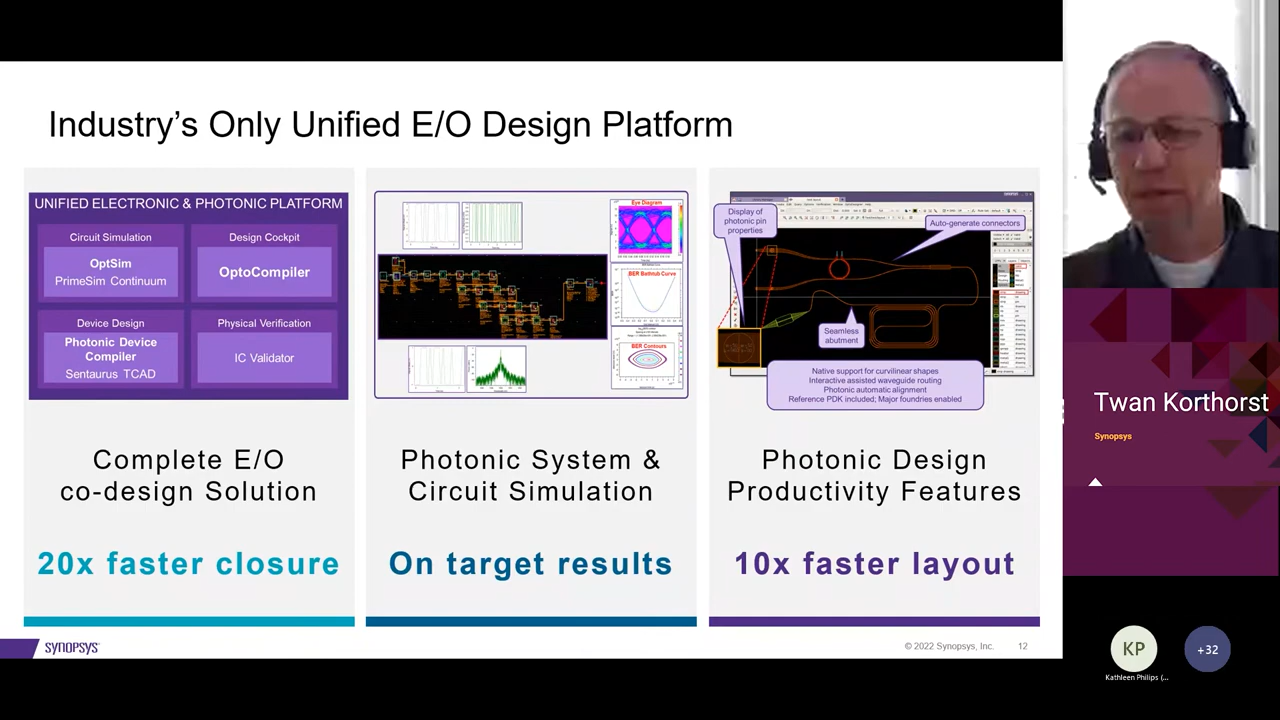 Industry's Only Unified E/O Design Platform
UNIFIED ELECTRONIC & PHOTONIC PLATFORM
Circuit Simulation
OptSim
PrimeSim Continuum
Design Cockpit
OptoCompiler
Device Design
Photonic Device
Compiler
Sentaurus TCAD
Physical Verification
IC Validator
Complete E/O
co-design Solution
20x faster closure
Eye Diagram
BER Bathtub Curve
BER Contours
Photonic System &
Circuit Simulation
On target results
Display of
photonic pin
properties
Auto-generate connectors
Seamless
abutment
Native support for curvilinear shapes
Interactive assisted waveguide routing
Photonic automatic alignment
Reference PDK included; Major foundries enabled
Photonic Design
Productivity Features
10x faster layout
SYNOPSYS
© 2022 Synopsys, Inc.
12
Twan Korthorst
Synopsys
KP
Kathleen Philips (...
+32